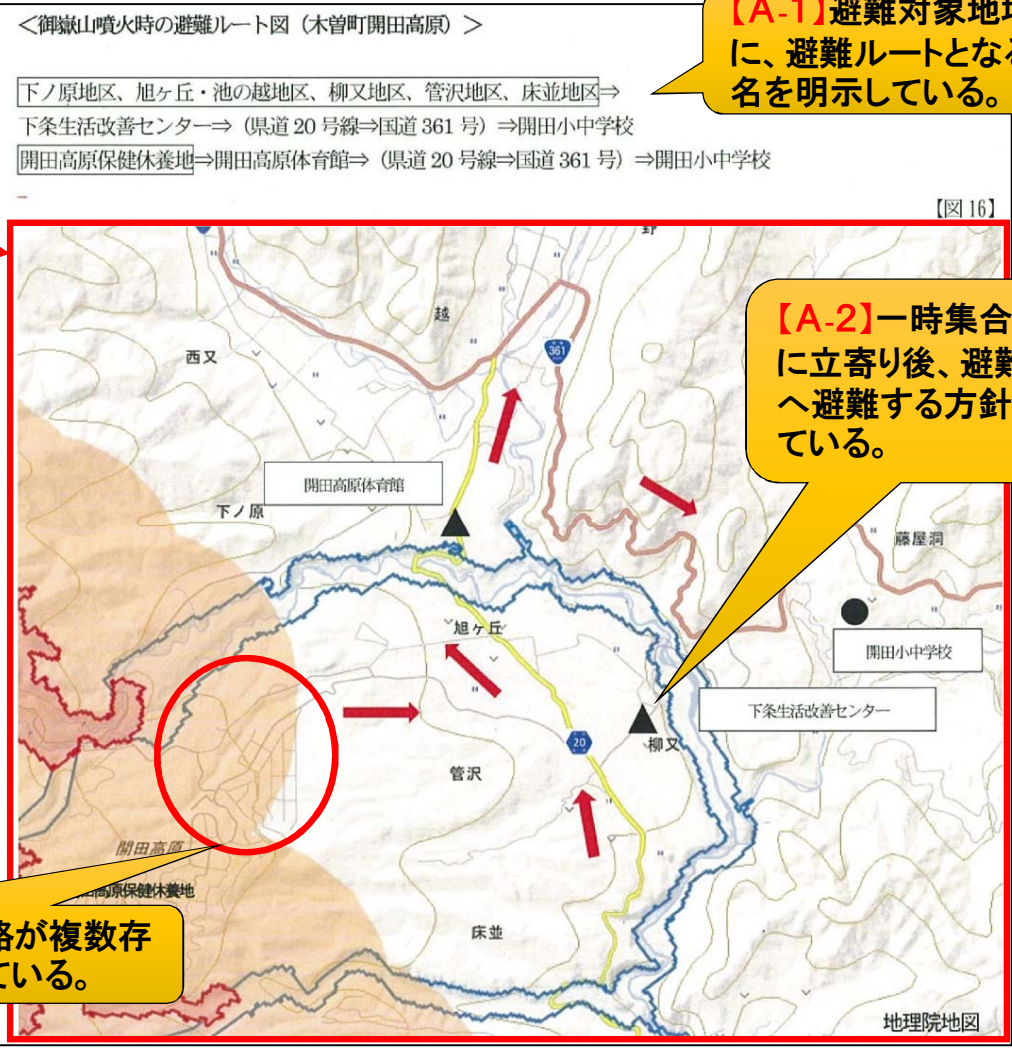 <御嶽山噴火時の避難ルート図(木曽町開田高原)>
【A-1】避難対象地
に、避難ルートとな
名を明示している。
下ノ原地区、旭ヶ丘・池の越地区、柳又地区、管沢地区、床並地区⇒
下条生活改善センター⇒(県道20号線⇒国道361号)⇒開田小中学校
開田高原保健休養地⇒開田高原体育館⇒(県道20号線⇒国道361号)⇒開田小中学校
【図16】
野
越
361
西又
【A-2】一時集合
に立寄り後、避
へ避難する方針
ている。
開田高原体育館
下ノ原
藤屋洞
旭ヶ丘
開田小中学校
下条生活改善センター
20
柳又
管沢
開田高原
高原保健休養地
路が複数存
ている。
床並
地理院地図